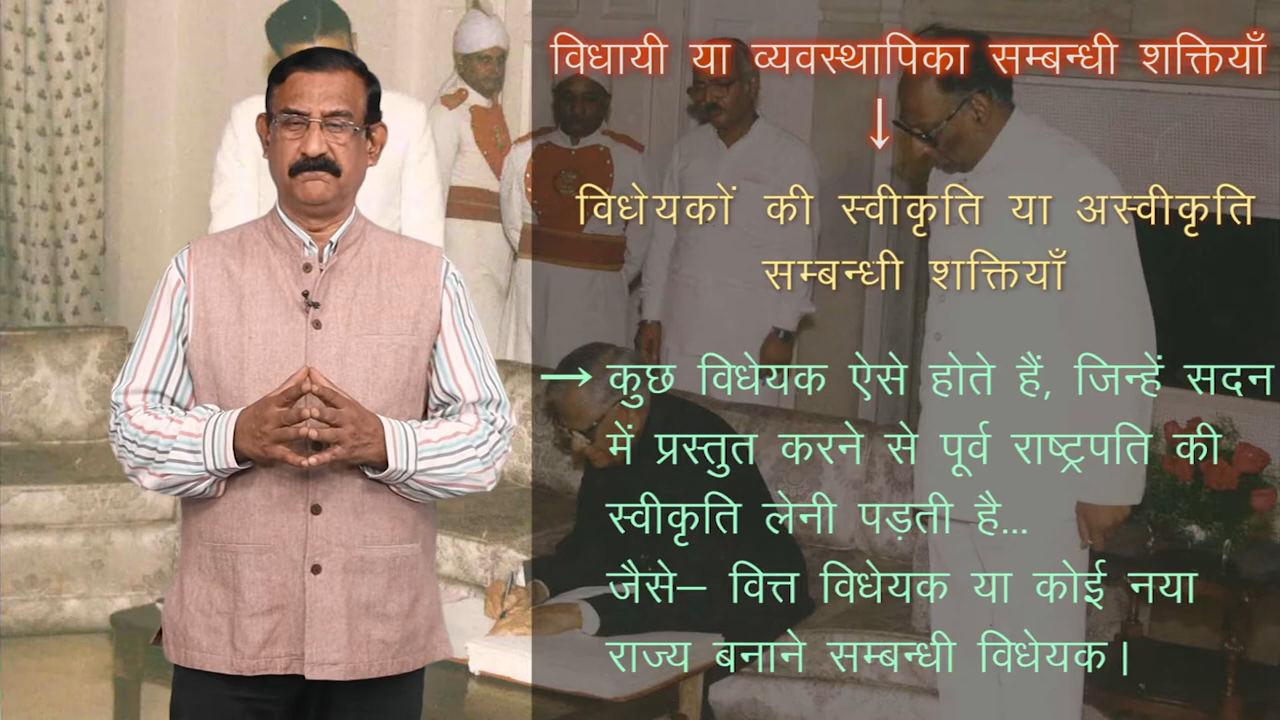 विधायी या व्यवस्थापिका सम्बन्धी शक्तियाँ
↓
विधेयकों की स्वीकृति या अस्वीकृति
सम्बन्धी शक्तियाँ
→ कुछ विधेयक ऐसे होते हैं, जिन्हें सदन
में प्रस्तुत करने से पूर्व राष्ट्रपति की
स्वीकृति लेनी पड़ती है...
जैसे– वित्त विधेयक या कोई नया
राज्य बनाने सम्बन्धी विधेयक।